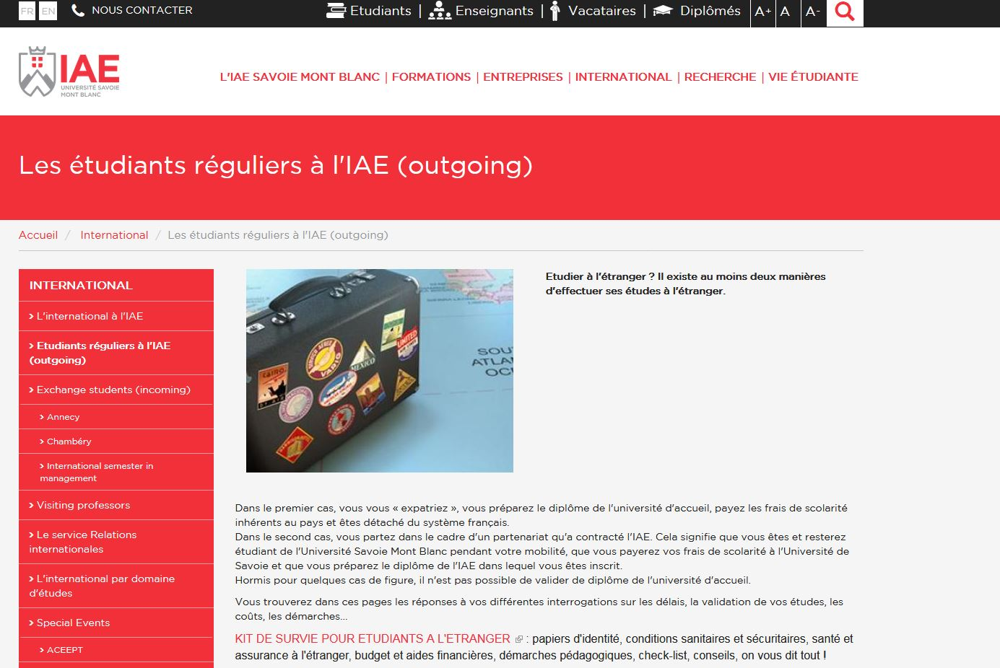 FR EN NOUS CONTACTER Etudiants | Enseignants | Vacataires | Diplômés A+ A A-
IAE
UNIVERSITÉ SAVOIE
MONT BLANC
L'IAE SAVOIE MONT BLANC | FORMATIONS | ENTREPRISES | INTERNATIONAL | RECHERCHE | VIE ÉTUDIANTE
Les étudiants réguliers à l'IAE (outgoing)
Accueil / International / Les étudiants réguliers à l'IAE (outgoing)
INTERNATIONAL
> L'international à l'IAE
> Etudiants réguliers à l'IAE
(outgoing)
> Exchange students (incoming)
> Annecy
> Chambéry
> International semester in
management
> Visiting professors
> Le service Relations
internationales
> L'international par domaine
d'études
> Special Events
> ACEEPT
UNITED
MEXICO
CAIRO
SOU
ATLA
OC
Etudier à l'étranger ? Il existe au moins deux manières
d'effectuer ses études à l'étranger.
Dans le premier cas, vous vous « expatriez », vous préparez le diplôme de l'université d'accueil, payez les frais de scolarité
inhérents au pays et êtes détaché du système français.
Dans le second cas, vous partez dans le cadre d'un partenariat qu'a contracté l'IAE. Cela signifie que vous êtes et resterez
étudiant de l'Université Savoie Mont Blanc pendant votre mobilité, que vous payerez vos frais de scolarité à l'Université de
Savoie et que vous préparez le diplôme de l'IAE dans lequel vous êtes inscrit.
Hormis pour quelques cas de figure, il n'est pas possible de valider de diplôme de l'université d'accueil.
Vous trouverez dans ces pages les réponses à vos différentes interrogations sur les délais, la validation de vos études, les
coûts, les démarches...
KIT DE SURVIE POUR ETUDIANTS A L'ETRANGER : papiers d'identité, conditions sanitaires et sécuritaires, santé et
assurance à l'étranger, budget et aides financières, démarches pédagogiques, check-list, conseils, on vous dit tout !